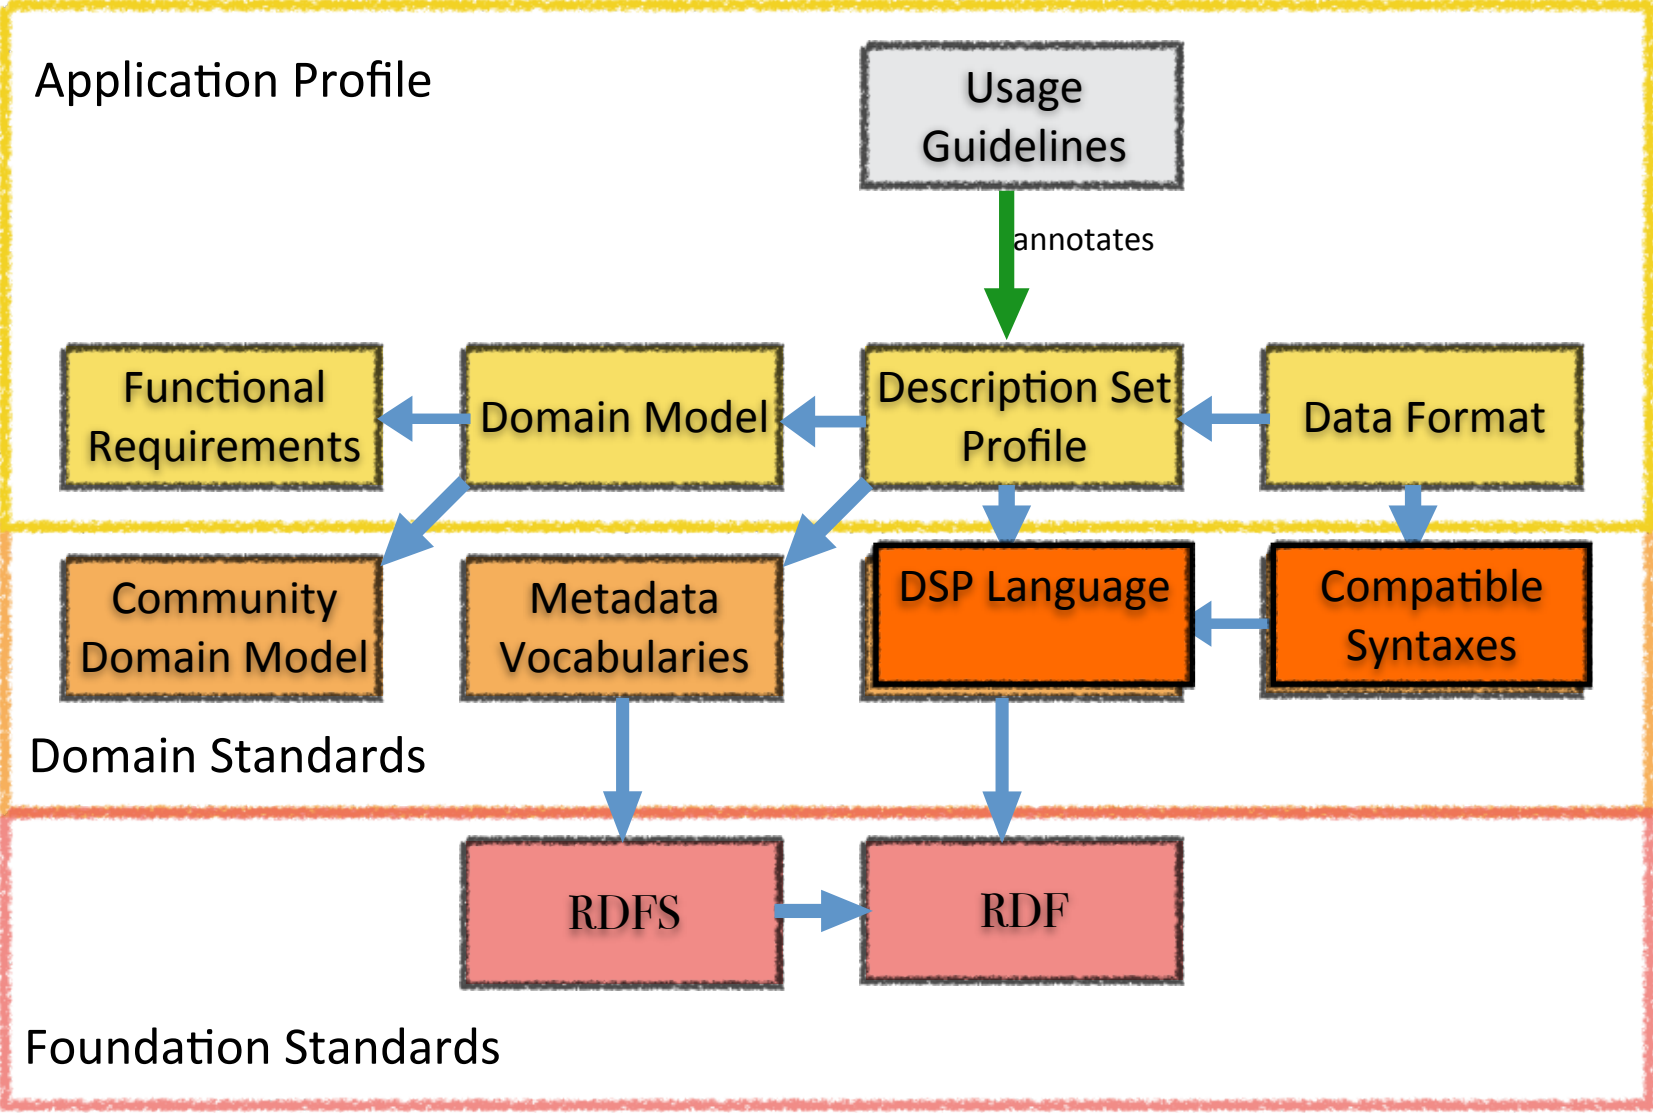 Application Profile
Usage
Guidelines
annotates
Functional
Requirements
Domain Model
Description Set
Profile
Data Format
Community
Domain Model
Metadata
Vocabularies
DSP Language
Compatible
Syntaxes
Domain Standards
RDFS
RDF
Foundation Standards